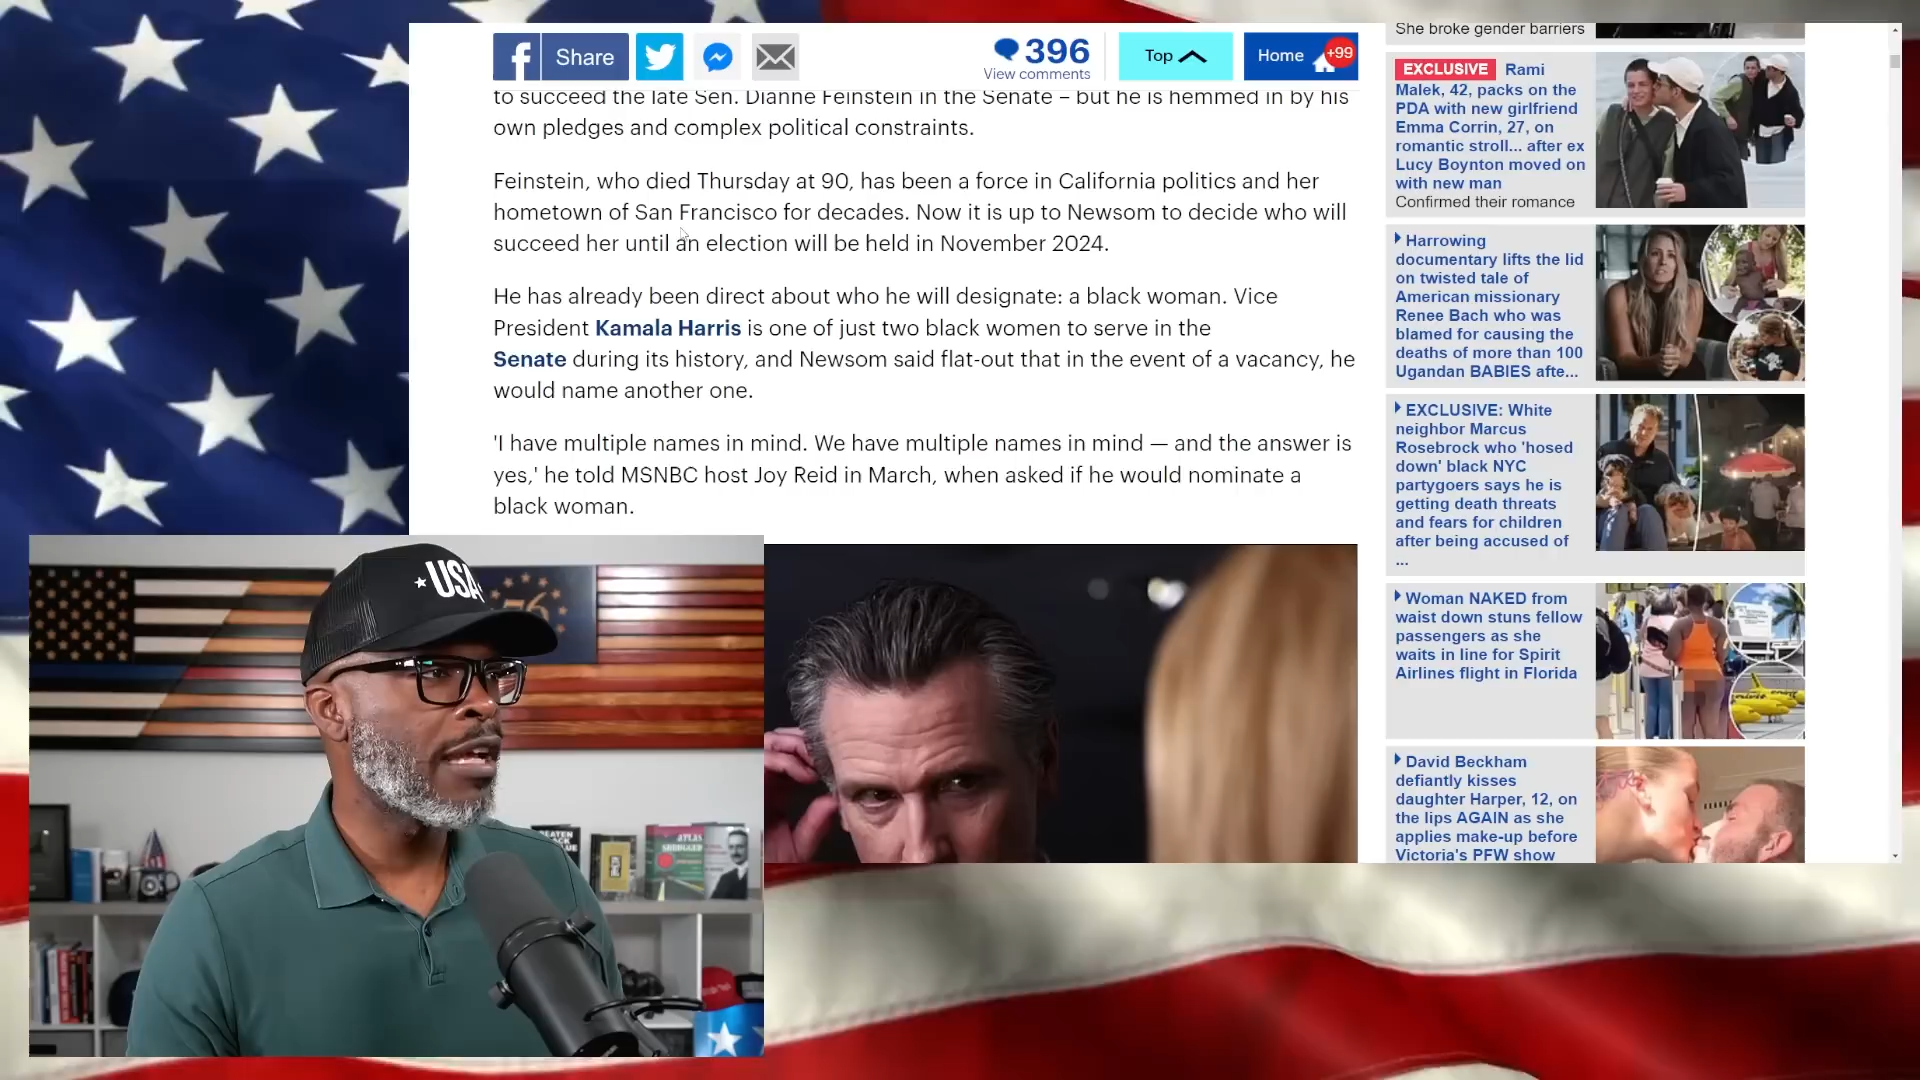 Share
396
View comments
Top
Home
+99
to succeed the late Sen. Dianne Feinstein in the Senate – but he is hemmed in by his
own pledges and complex political constraints.
Feinstein, who died Thursday at 90, has been a force in California politics and her
hometown of San Francisco for decades. Now it is up to Newsom to decide who will
succeed her until an election will be held in November 2024.
He has already been direct about who he will designate: a black woman. Vice
President Kamala Harris is one of just two black women to serve in the
Senate during its history, and Newsom said flat-out that in the event of a vacancy, he
would name another one.
'I have multiple names in mind. We have multiple names in mind — and the answer is
yes,' he told MSNBC host Joy Reid in March, when asked if he would nominate a
black woman.
She broke gender barriers
EXCLUSIVE Rami
Malek, 42, packs on the
PDA with new girlfriend
Emma Corrin, 27, on
romantic stroll... after ex
Lucy Boynton moved on
with new man
Confirmed their romance
Harrowing
documentary lifts the lid
on twisted tale of
American missionary
Renee Bach who was
blamed for causing the
deaths of more than 100
Ugandan BABIES afte...
EXCLUSIVE: White
neighbor Marcus
Rosebrock who 'hosed
down' black NYC
partygoers says he is
getting death threats
and fears for children
after being accused of
...
Woman NAKED from
waist down stuns fellow
passengers as she
waits in line for Spirit
Airlines flight in Florida
David Beckham
defiantly kisses
daughter Harper, 12, on
the lips AGAIN as she
applies make-up before
Victoria's PFW show
USA
76
ATLAS
SHRUGGED